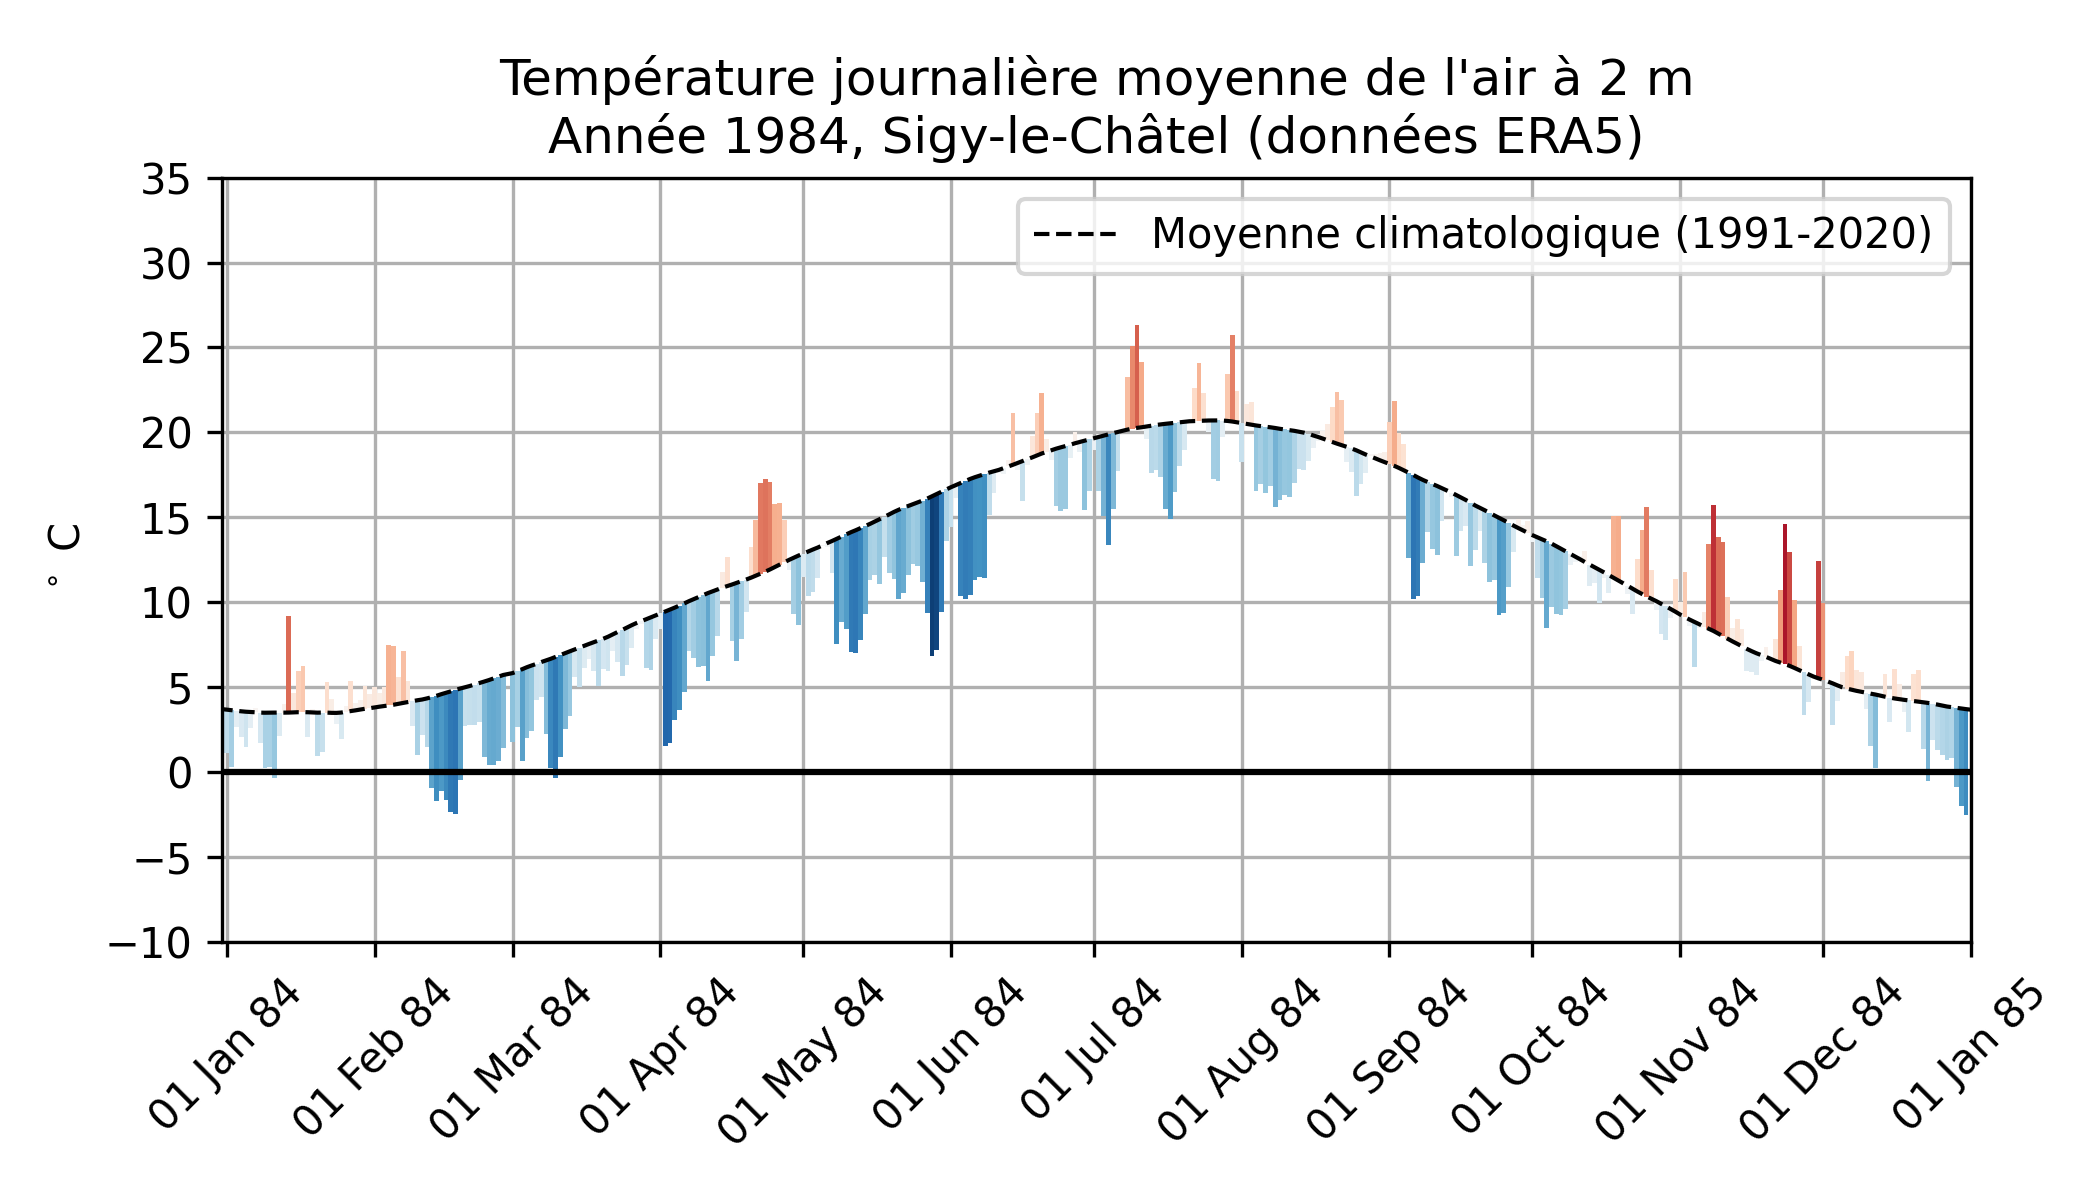 Température journalière moyenne de l'air à 2 m
Année 1984, Sigy-le-Châtel (données ERA5)
35
30
25
20
15
10
5
0
−5
−10
° C
Moyenne climatologique (1991-2020)
01 Jan 84
01 Feb 84
01 Mar 84
01 Apr 84
01 May 84
01 Jun 84
01 Jul 84
01 Aug 84
01 Sep 84
01 Oct 84
01 Nov 84
01 Dec 84
01 Jan 85